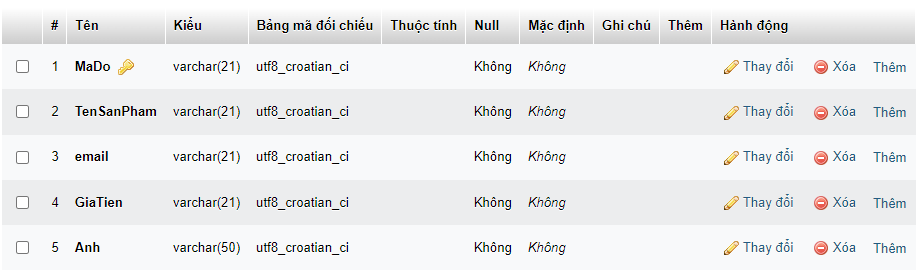 # Tên Kiểu Bảng mã đối chiếu Thuộc tính Null Mặc định Ghi chú Thêm Hành động
1 MaDo varchar(21) utf8_croatian_ci Không Không Thay đổi Xóa Thêm
2 TenSanPham varchar(21) utf8_croatian_ci Không Không Thay đổi Xóa Thêm
3 email varchar(21) utf8_croatian_ci Không Không Thay đổi Xóa Thêm
4 GiaTien varchar(21) utf8_croatian_ci Không Không Thay đổi Xóa Thêm
5 Anh varchar(50) utf8_croatian_ci Không Không Thay đổi Xóa Thêm